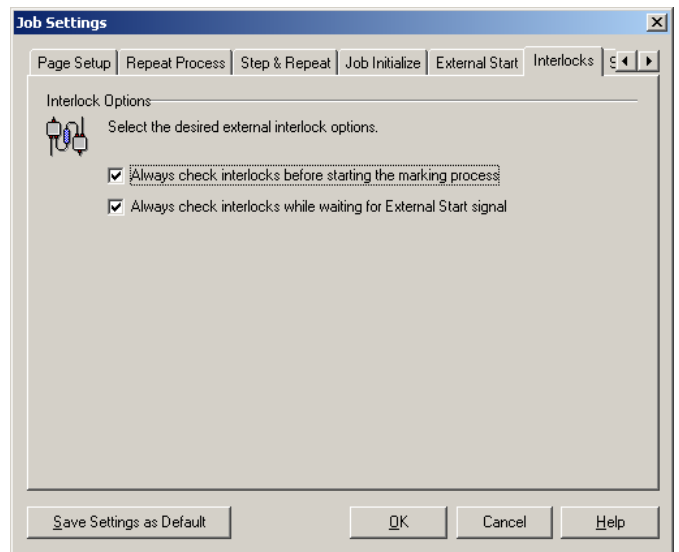 Job Settings
Page Setup Repeat Process Step & Repeat Job Initialize External Start Interlocks
Interlock Options
Select the desired external interlock options.
Always check interlocks before starting the marking process
Always check interlocks while waiting for External Start signal
Save Settings as Default OK Cancel Help